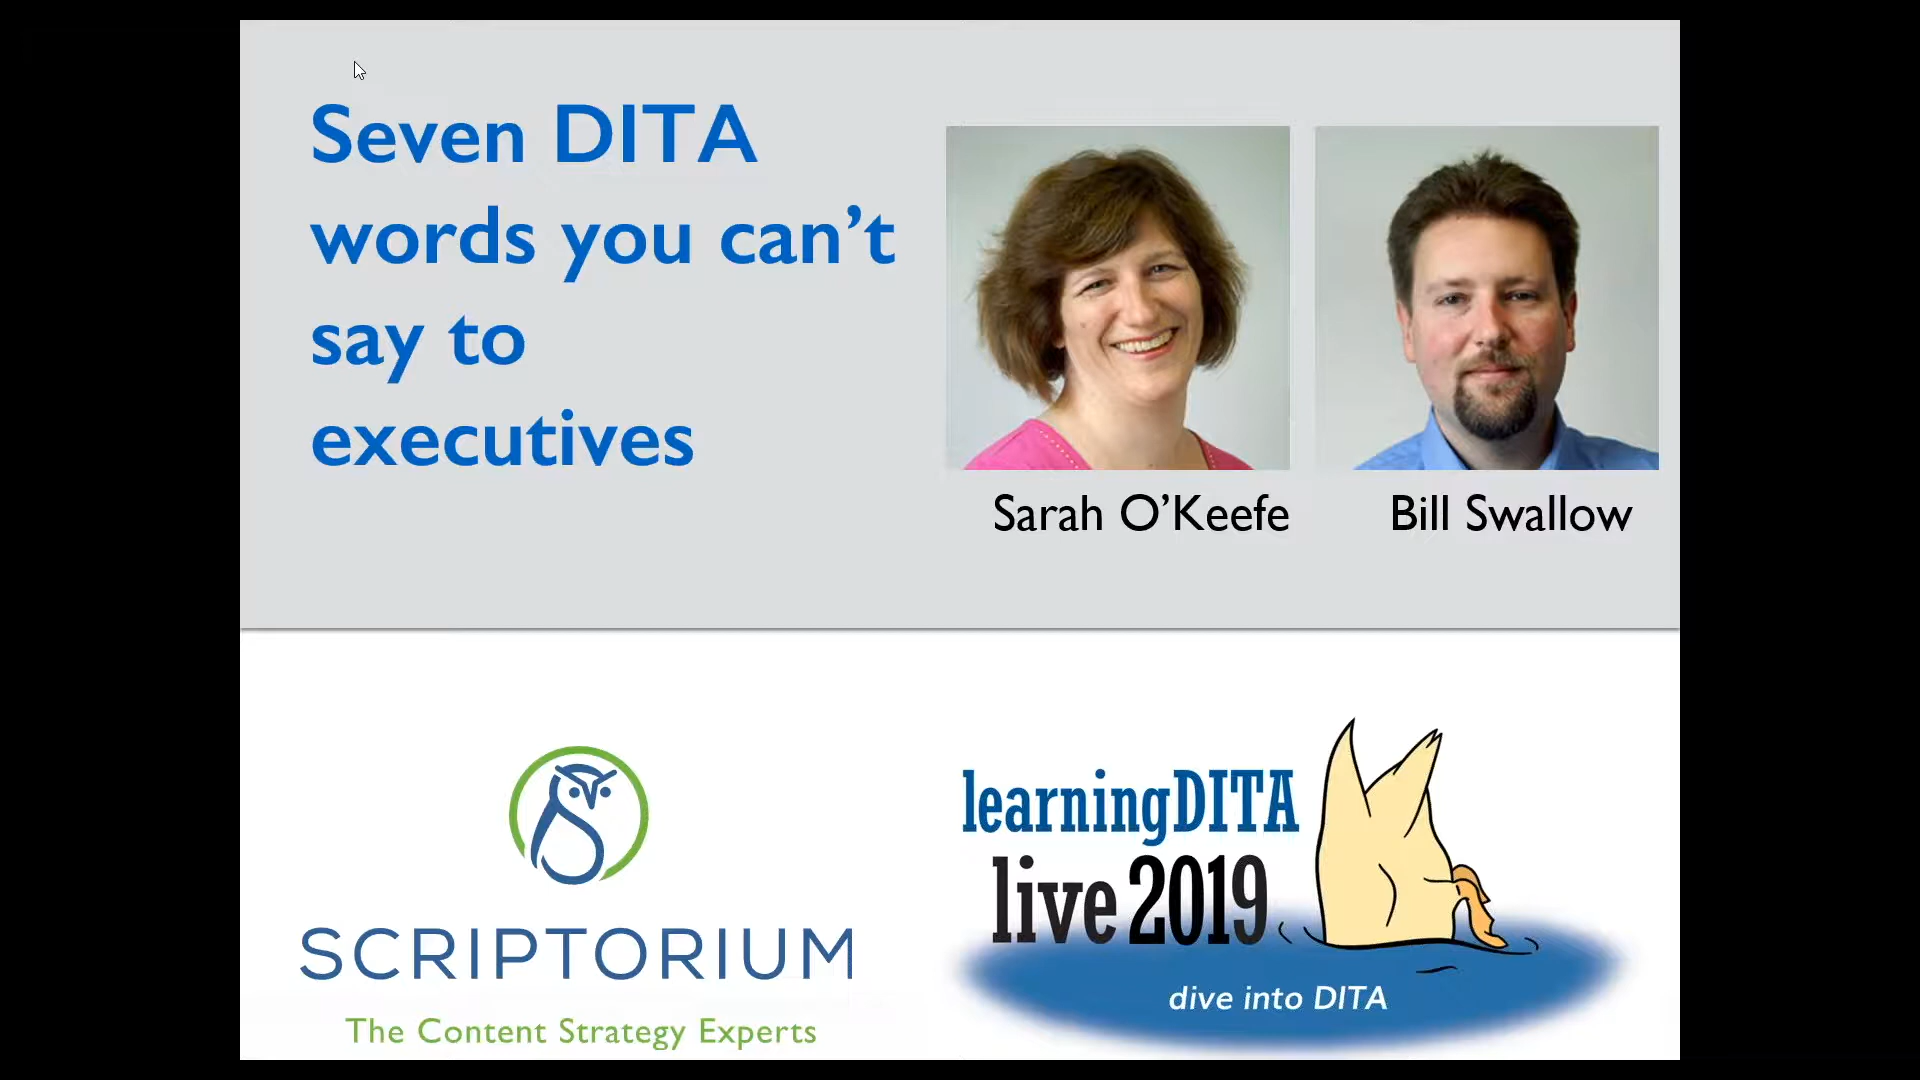 Seven DITA
words you can’t
say to
executives
Sarah O’Keefe
Bill Swallow
SCRIPTORIUM
The Content Strategy Experts
learningDITA
live 2019
dive into DITA